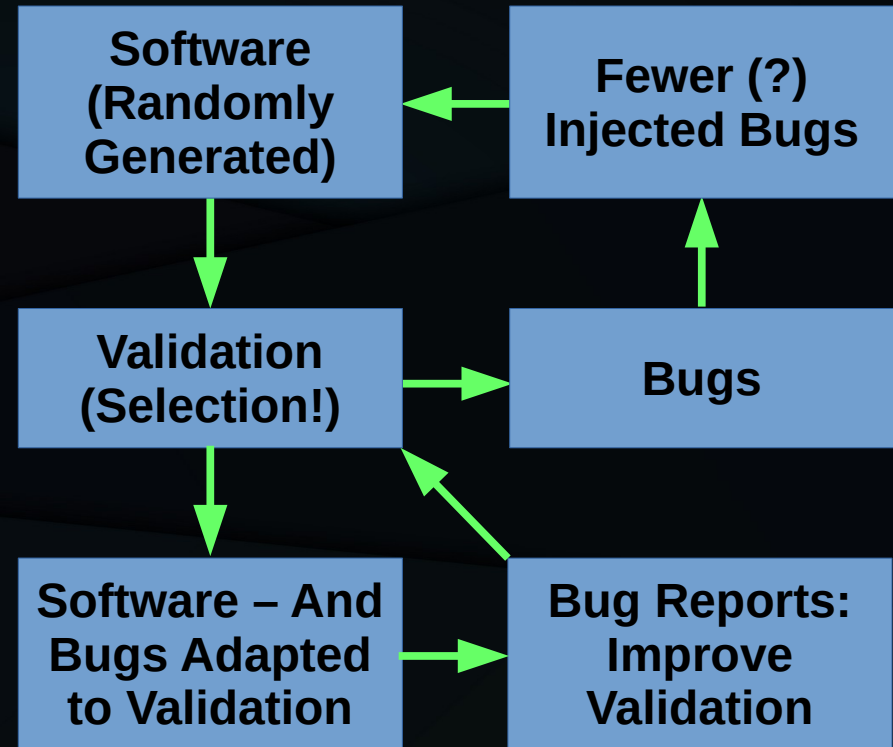 Software
(Randomly
Generated)
Fewer (?)
Injected Bugs
Validation
(Selection!)
Bugs
Software – And
Bugs Adapted
to Validation
Bug Reports:
Improve
Validation